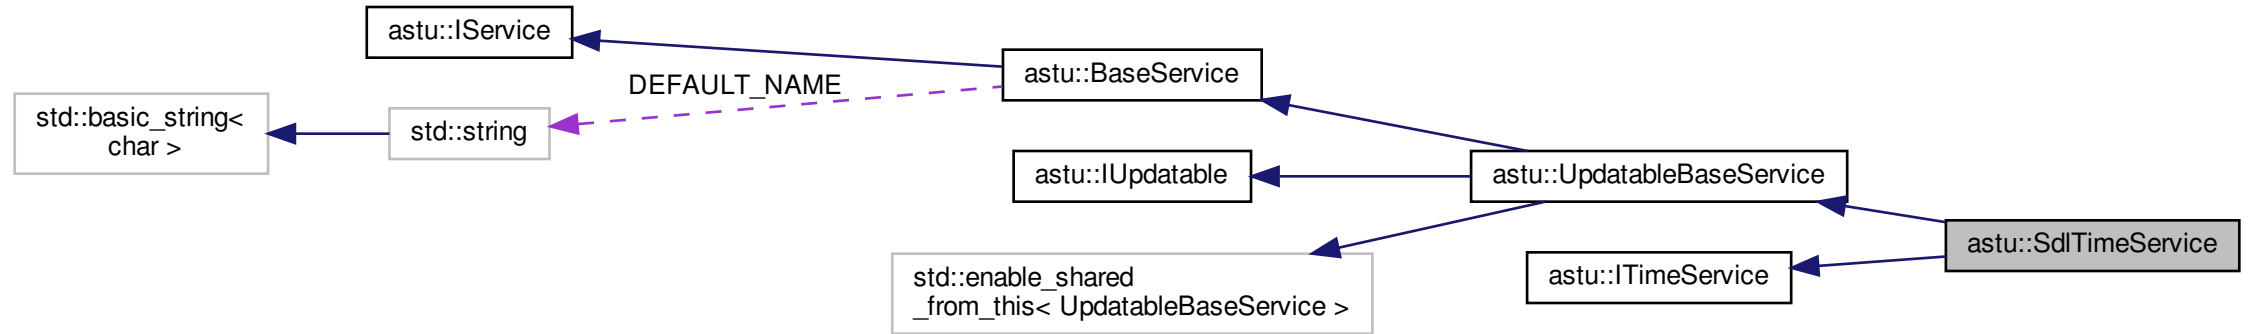 astu::IService
DEFAULT_NAME
astu::BaseService
std::basic_string<
char >
std::string
astu::IUpdatable
astu::UpdatableBaseService
std::enable_shared
_from_this< UpdatableBaseService >
astu::ITimeService
astu::SdlTimeService